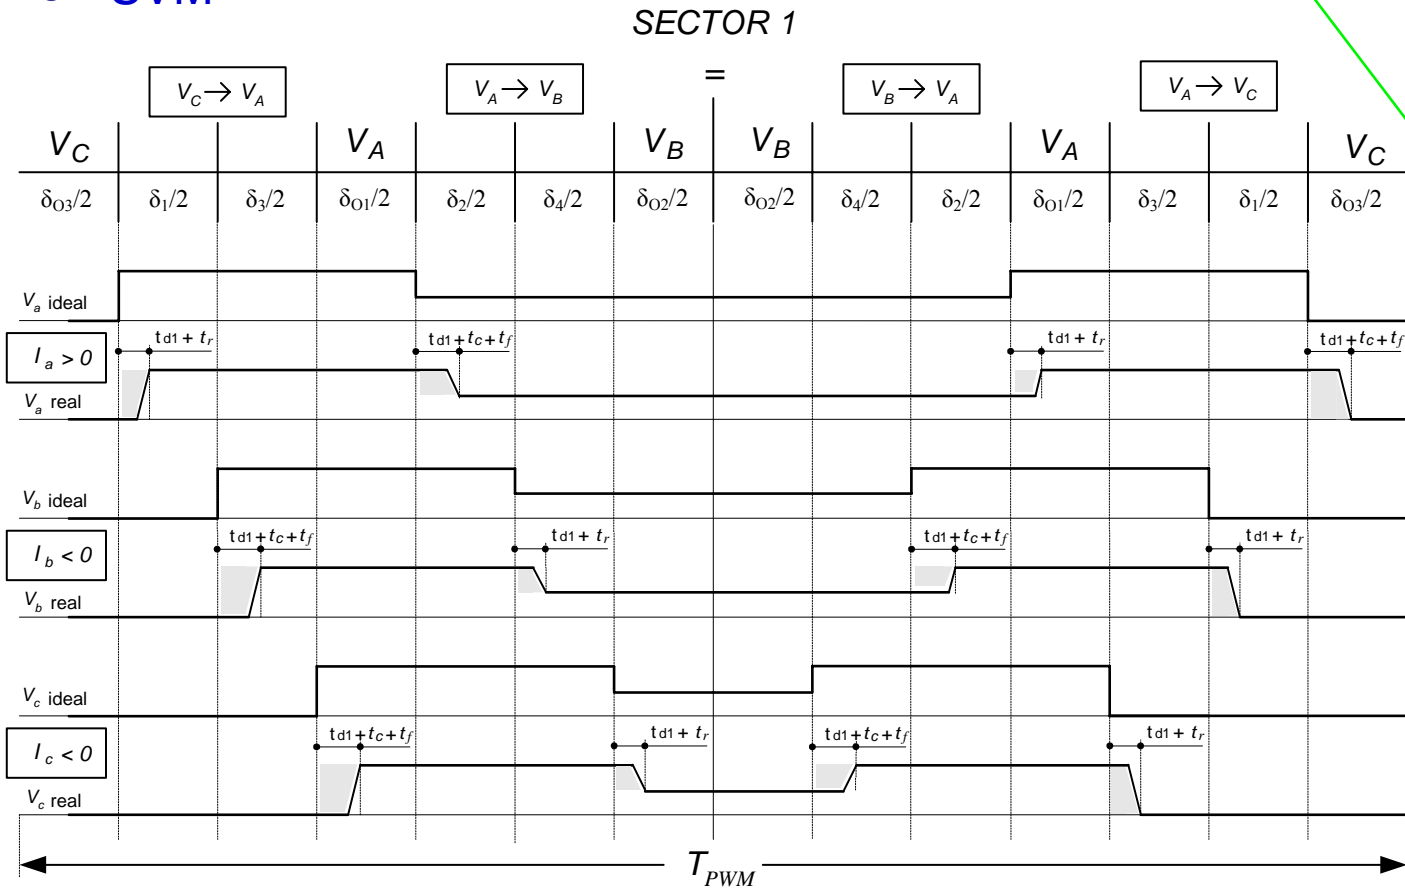 SVM
SECTOR 1
=
V_C → V_A V_A → V_B V_B → V_A V_A → V_C
V_C V_A V_B V_B V_A V_C
δ_O3/2 δ_1/2 δ_3/2 δ_O1/2 δ_2/2 δ_4/2 δ_O2/2 δ_O2/2 δ_4/2 δ_2/2 δ_O1/2 δ_3/2 δ_1/2 δ_O3/2
V_a ideal
I_a > 0 t_d1 + t_r t_d1 + t_c + t_f t_d1 + t_r t_d1 + t_c + t_f
V_a real
V_b ideal
I_b < 0 t_d1 + t_c + t_f t_d1 + t_r t_d1 + t_c + t_f t_d1 + t_r
V_b real
V_c ideal
I_c < 0 t_d1 + t_c + t_f t_d1 + t_r t_d1 + t_c + t_f t_d1 + t_r
V_c real
T_PWM